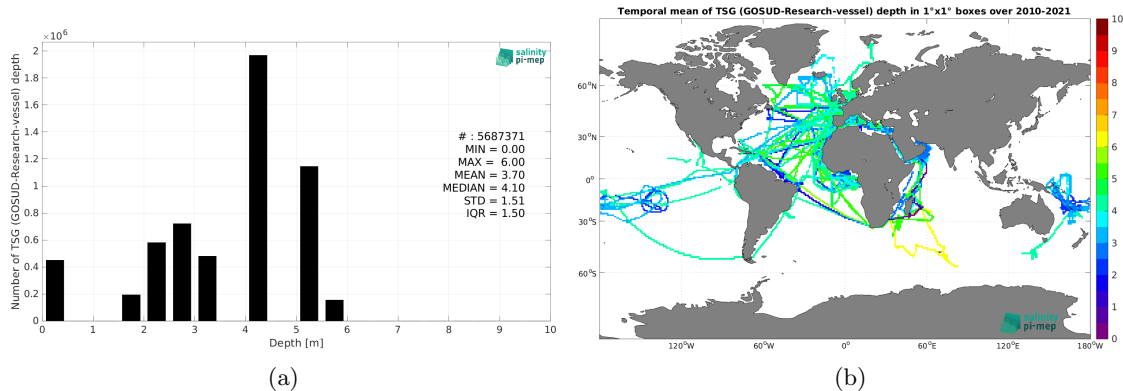 ×10⁶
2
1.8
1.6
1.4
1.2
1
0.8
0.6
0.4
0.2
0
Number of TSG (GOSUD-Research-vessel) depth
salinity
pi-mep
# : 5687371
MIN = 0.00
MAX = 6.00
MEAN = 3.70
MEDIAN = 4.10
STD = 1.51
IQR = 1.50
0 1 2 3 4 5 6 7 8 9 10
Depth [m]
(a)
Temporal mean of TSG (GOSUD-Research-vessel) depth in 1°x1° boxes over 2010-2021
60°N
30°N
0°
30°S
60°S
120°W 60°W 0° 60°E 120°E 180°W
salinity
pi-mep
10
9
8
7
6
5
4
3
2
1
0
(b)